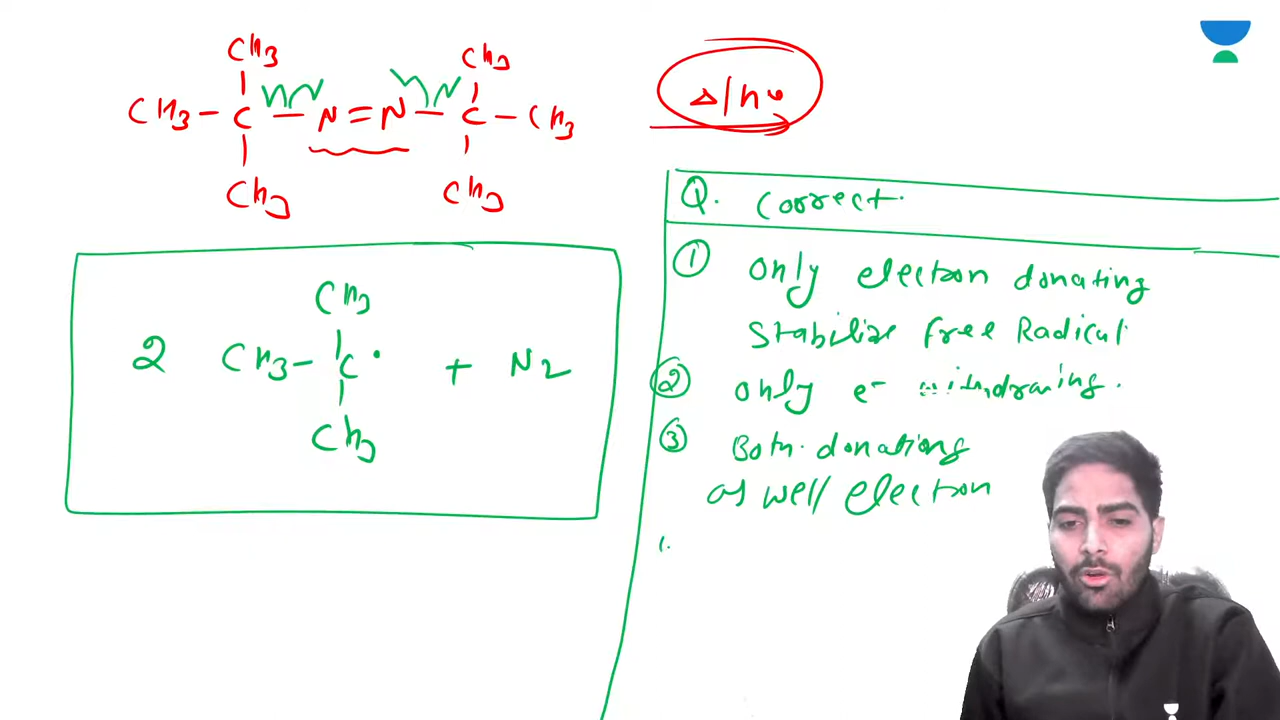 CH3 CH3
CH3 - C - N = N - C - CH3
CH3 CH3
Δ/hν
Q. Correct.
① Only electron donating
Stabilize free Radical
② only e- withdrawing.
③ Both donating
as well electron
CH3
2 CH3 - C • + N2
CH3